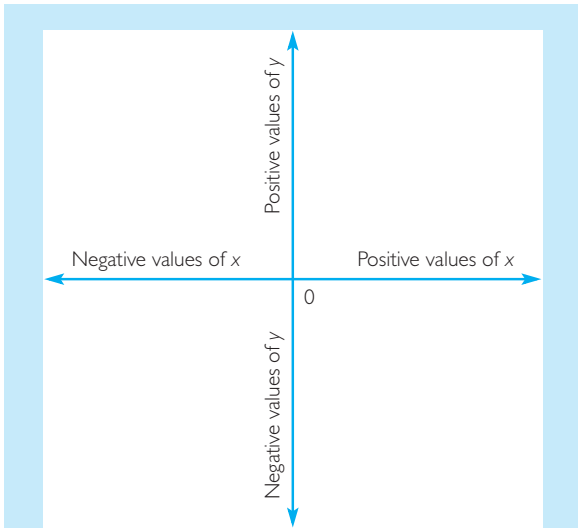 Positive values of y
Negative values of x
Positive values of x
0
Negative values of y